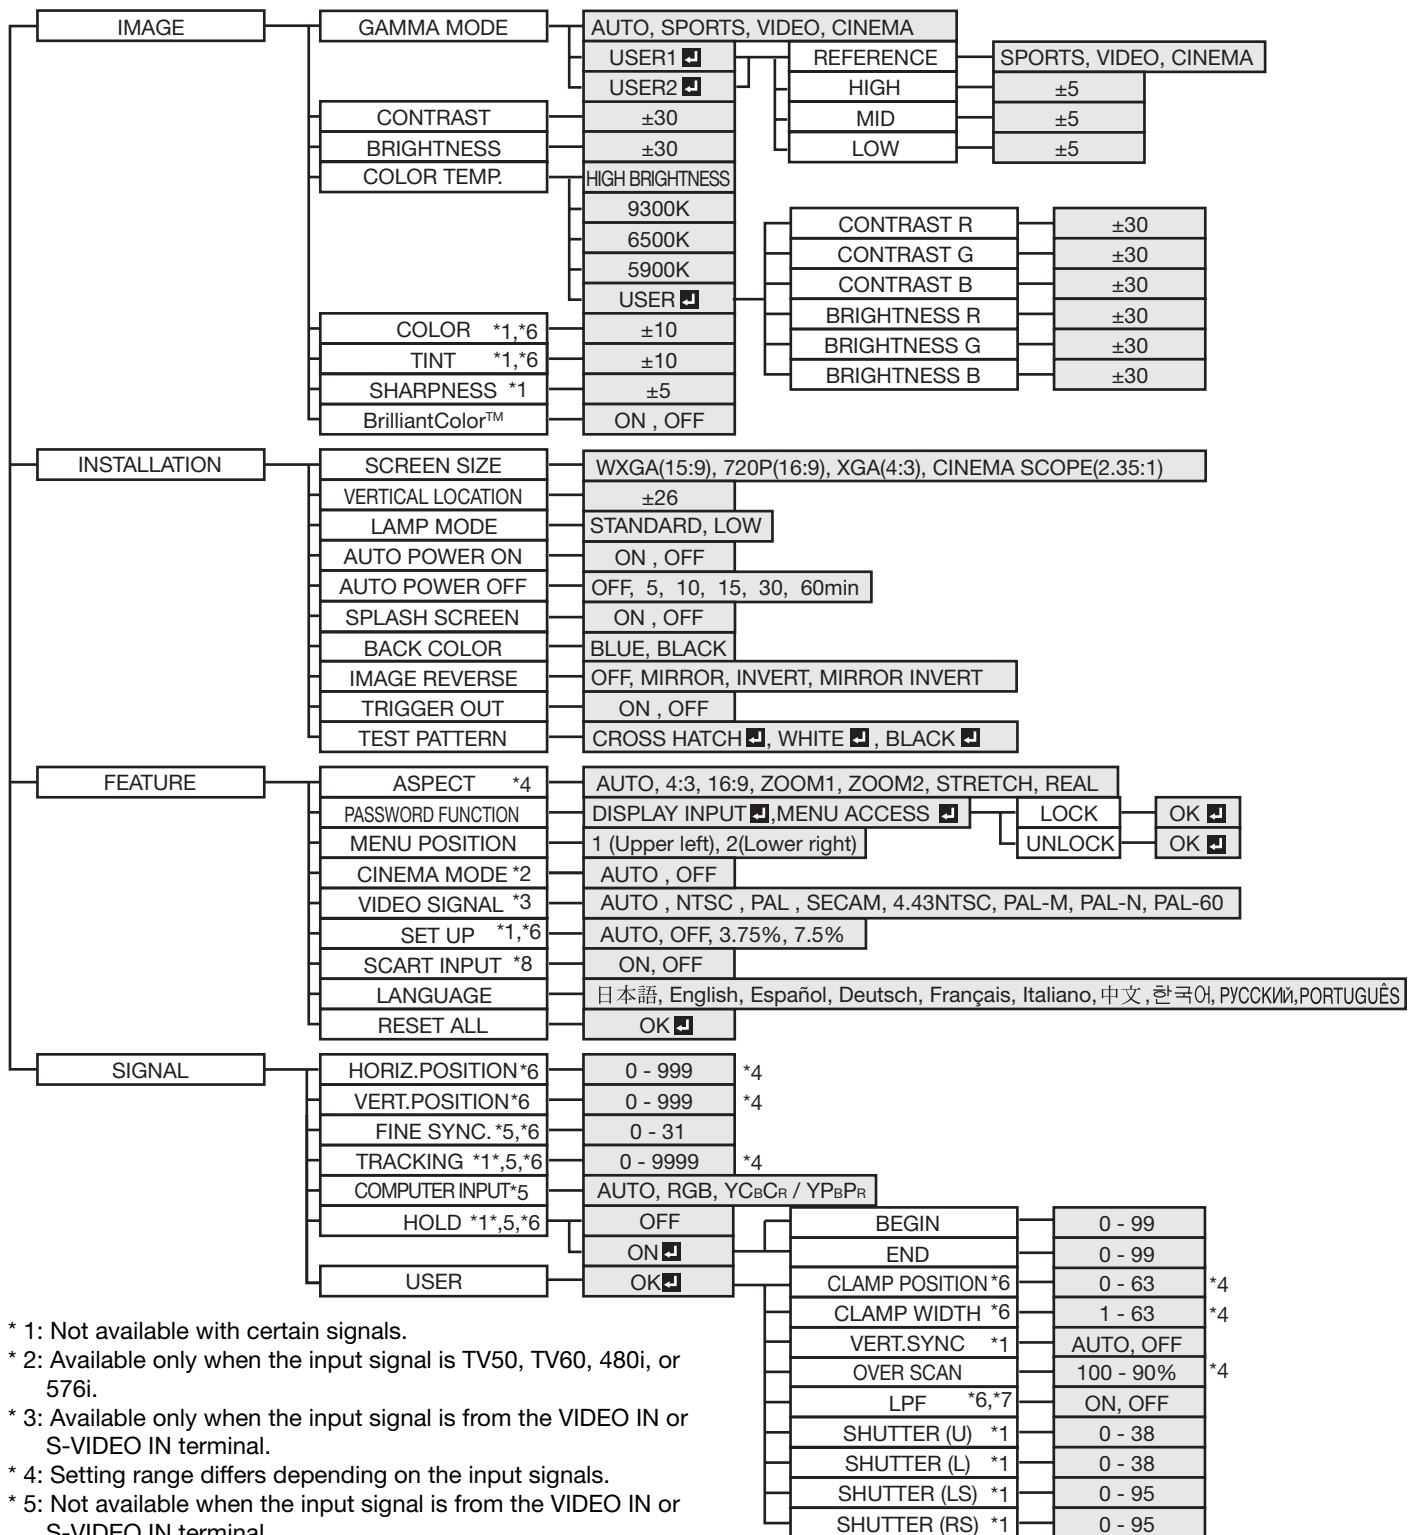 IMAGE GAMMA MODE AUTO, SPORTS, VIDEO, CINEMA
USER1 REFERENCE SPORTS, VIDEO, CINEMA
USER2 HIGH ±5
CONTRAST ±30 MID ±5
BRIGHTNESS ±30 LOW ±5
COLOR TEMP. HIGH BRIGHTNESS
9300K CONTRAST R ±30
6500K CONTRAST G ±30
5900K CONTRAST B ±30
USER BRIGHTNESS R ±30
COLOR *1,*6 ±10 BRIGHTNESS G ±30
TINT *1,*6 ±10 BRIGHTNESS B ±30
SHARPNESS *1 ±5
BrilliantColor™ ON , OFF
INSTALLATION SCREEN SIZE WXGA(15:9), 720P(16:9), XGA(4:3), CINEMA SCOPE(2.35:1)
VERTICAL LOCATION ±26
LAMP MODE STANDARD, LOW
AUTO POWER ON ON , OFF
AUTO POWER OFF OFF, 5, 10, 15, 30, 60min
SPLASH SCREEN ON , OFF
BACK COLOR BLUE, BLACK
IMAGE REVERSE OFF, MIRROR, INVERT, MIRROR INVERT
TRIGGER OUT ON , OFF
TEST PATTERN CROSS HATCH , WHITE , BLACK
FEATURE ASPECT *4 AUTO, 4:3, 16:9, ZOOM1, ZOOM2, STRETCH, REAL
PASSWORD FUNCTION DISPLAY INPUT ,MENU ACCESS LOCK OK
MENU POSITION 1 (Upper left), 2(Lower right) UNLOCK OK
CINEMA MODE *2 AUTO , OFF
VIDEO SIGNAL *3 AUTO , NTSC , PAL , SECAM, 4.43NTSC, PAL-M, PAL-N, PAL-60
SET UP *1,*6 AUTO, OFF, 3.75%, 7.5%
SCART INPUT *8 ON, OFF
LANGUAGE 日本語, English, Español, Deutsch, Français, Italiano, 中文 , 한국어, РУССКИЙ,PORTUGUÊS
RESET ALL OK
SIGNAL HORIZ.POSITION*6 0 - 999 *4
VERT.POSITION*6 0 - 999 *4
FINE SYNC. *5,*6 0 - 31
TRACKING *1*,5,*6 0 - 9999 *4
COMPUTER INPUT*5 AUTO, RGB, YCBCR / YPBPR
HOLD *1*,5,*6 OFF BEGIN 0 - 99
ON END 0 - 99
USER OK CLAMP POSITION*6 0 - 63 *4
CLAMP WIDTH *6 1 - 63 *4
VERT.SYNC *1 AUTO, OFF
OVER SCAN 100 - 90% *4
LPF *6,*7 ON, OFF
SHUTTER (U) *1 0 - 38
SHUTTER (L) *1 0 - 38
SHUTTER (LS) *1 0 - 95
SHUTTER (RS) *1 0 - 95
* 1: Not available with certain signals.
* 2: Available only when the input signal is TV50, TV60, 480i, or
576i.
* 3: Available only when the input signal is from the VIDEO IN or
S-VIDEO IN terminal.
* 4: Setting range differs depending on the input signals.
* 5: Not available when the input signal is from the VIDEO IN or
S-VIDEO IN terminal.